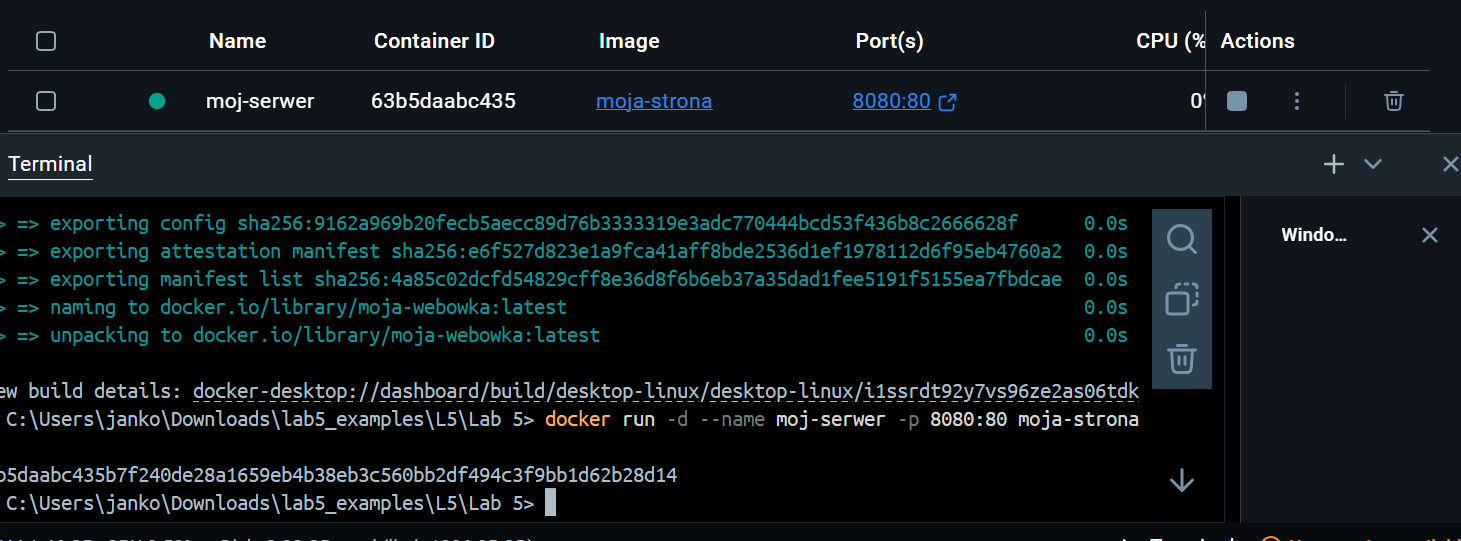 Name Container ID Image Port(s) CPU (% Actions
moj-serwer 63b5daabc435 moja-strona 8080:80 0
Terminal
=> => exporting config sha256:9162a969b20fecb5aecc89d76b3333319e3adc770444bcd53f436b8c2666628f 0.0s
=> => exporting attestation manifest sha256:e6f527d823e1a9fca41aff8bde2536d1ef1978112d6f95eb4760a2 0.0s
=> => exporting manifest list sha256:4a85c02dcfd54829cff8e36d8f6b6eb37a35dad1fee5191f5155ea7fbdcae 0.0s
=> => naming to docker.io/library/moja-webowka:latest 0.0s
=> => unpacking to docker.io/library/moja-webowka:latest 0.0s
Windo...
ew build details: docker-desktop://dashboard/build/desktop-linux/desktop-linux/i1ssrdt92y7vs96ze2as06tdk
C:\Users\janko\Downloads\lab5_examples\L5\Lab 5> docker run -d --name moj-serwer -p 8080:80 moja-strona
b5daabc435b7f240de28a1659eb4b38eb3c560bb2df494c3f9bb1d62b28d14
C:\Users\janko\Downloads\lab5_examples\L5\Lab 5>